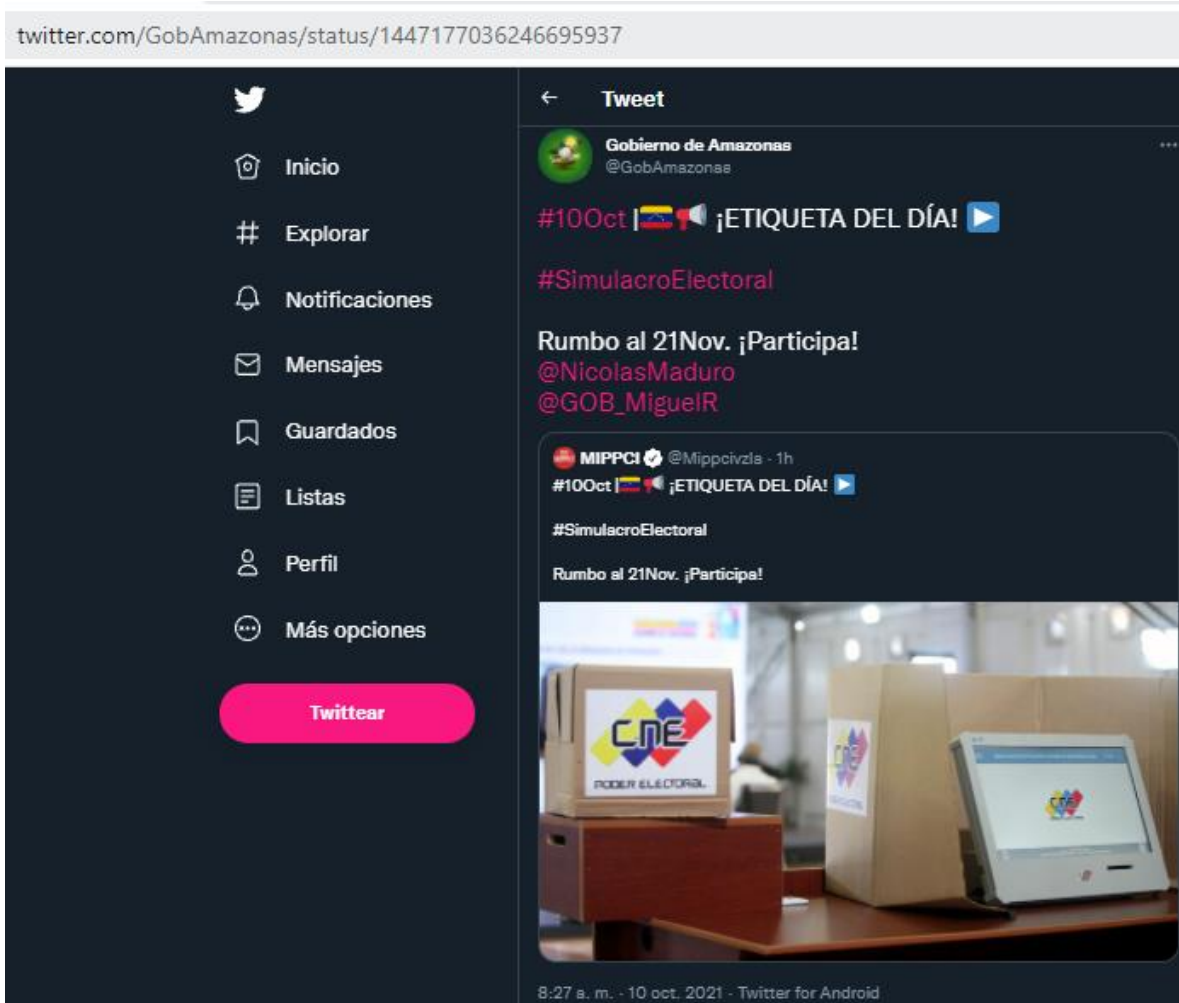 twitter.com/GobAmazonas/status/1447177036246695937
Tweet
Inicio
Explorar
Notificaciones
Mensajes
Guardados
Listas
Perfil
Más opciones
Twittear
Gobierno de Amazonas
@GobAmazonas
#10Oct | ¡ETIQUETA DEL DÍA!
#SimulacroElectoral
Rumbo al 21Nov. ¡Participa!
@NicolasMaduro
@GOB_MiguelR
MIPPCI @Mippcivzla · 1h
#10Oct | ¡ETIQUETA DEL DÍA!
#SimulacroElectoral
Rumbo al 21Nov. ¡Participa!
CNE
PODER ELECTORAL
CNE
CNE
8:27 a. m. · 10 oct. 2021 · Twitter for Android